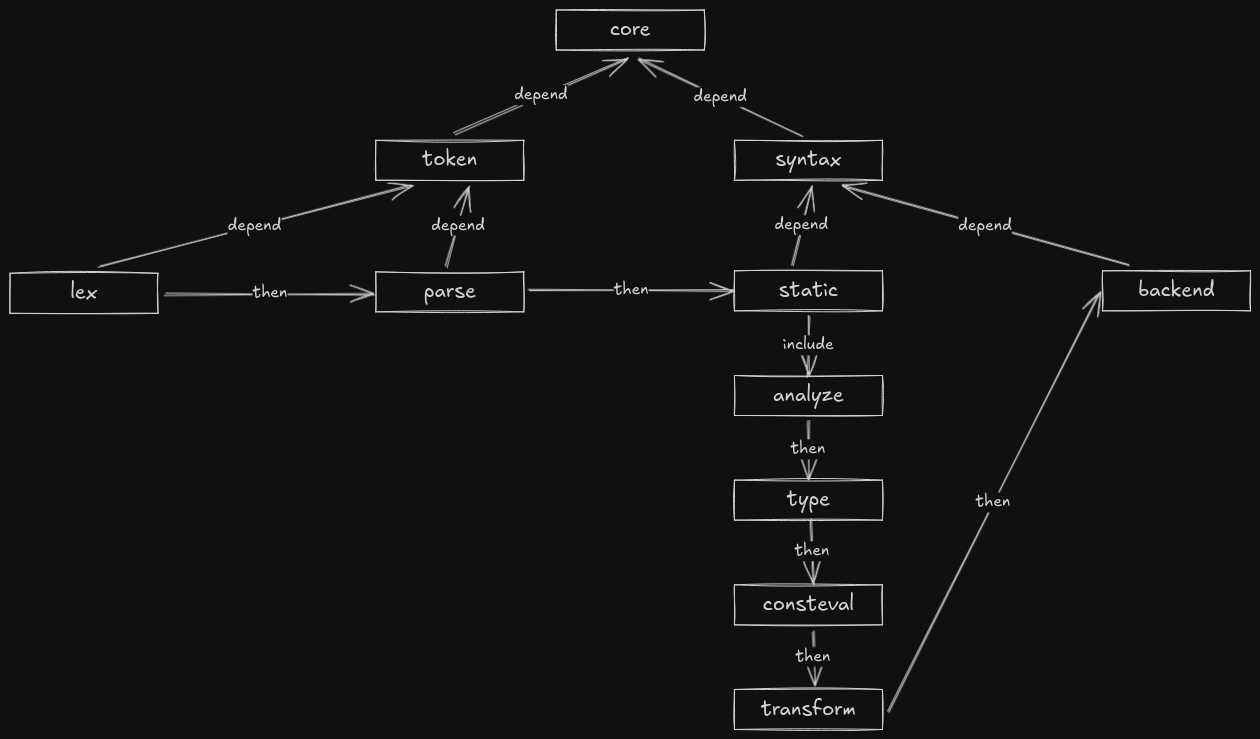 core
depend
depend
token
syntax
depend
depend
depend
depend
lex
then
parse
then
static
backend
include
analyze
then
type
then
then
consteval
then
transform